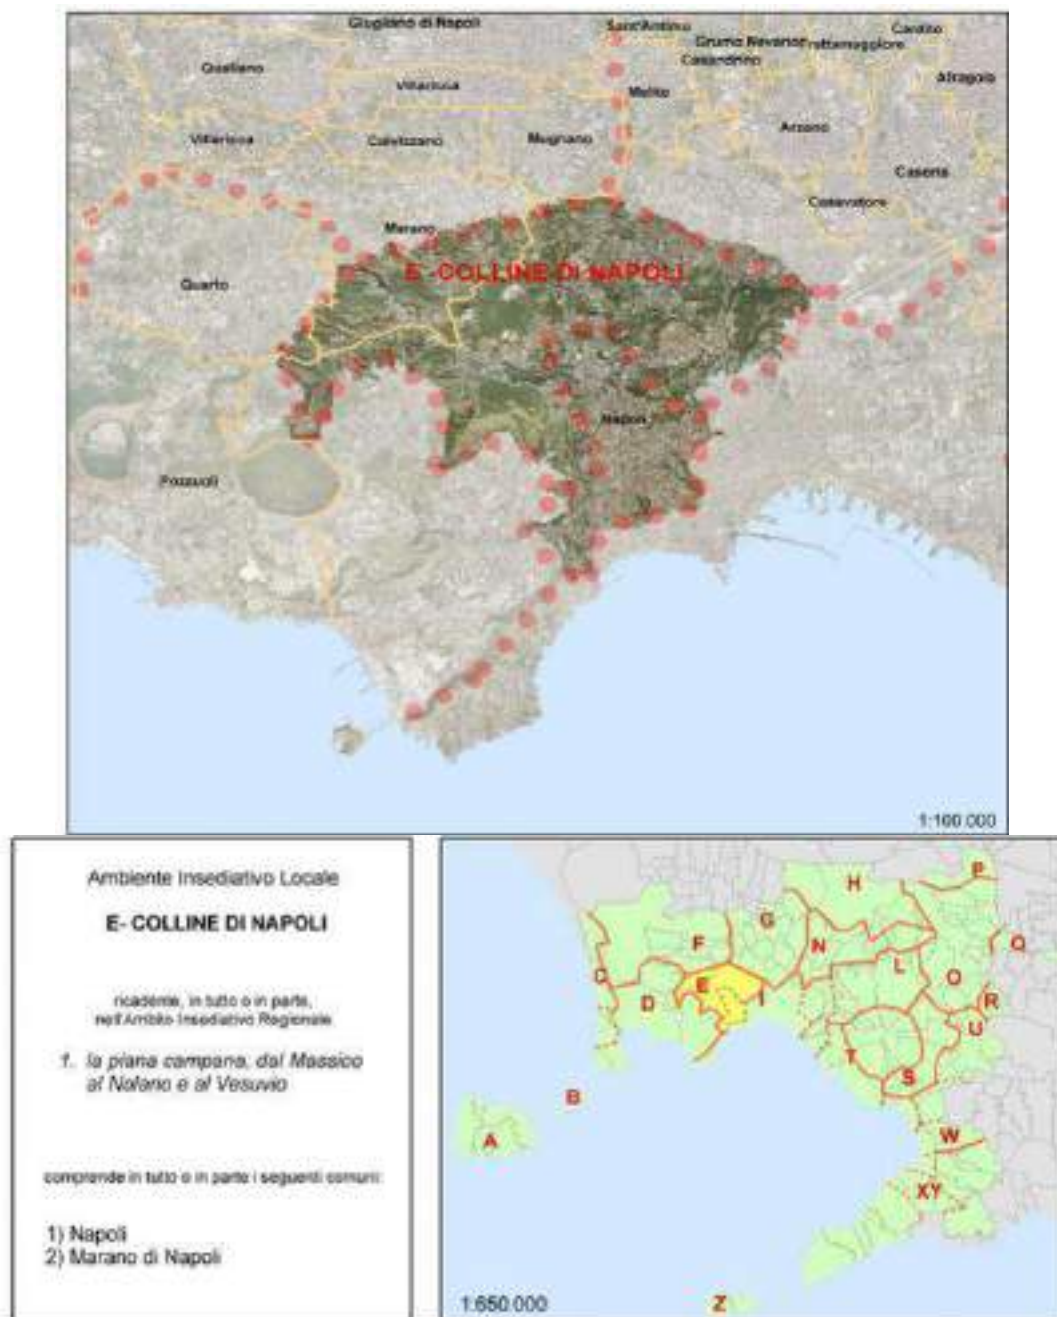 Giugliano di Napoli
Sant'Antimo
Cardito
Grumo Nevano
Frattamaggiore
Casandrino
Qualiano
Afragola
Villaricca
Melito
Arzano
Villaricca
Calvizzano
Mugnano
Casoria
Casavatore
Marano
E -COLLINE DI NAPOLI
Quarto
Napoli
Pozzuoli
1:100.000
Ambiente Insediativo Locale
E- COLLINE DI NAPOLI
ricadente, in tutto o in parte,
nell'Ambito Insediativo Regionale
1. la piana campana, dal Massico
al Nolano e al Vesuvio
comprende in tutto o in parte i seguenti comuni:
1) Napoli
2) Marano di Napoli
H
P
G
F
N
Q
C
L
E
O
D
I
R
U
T
S
B
A
W
XY
Z
1:650.000